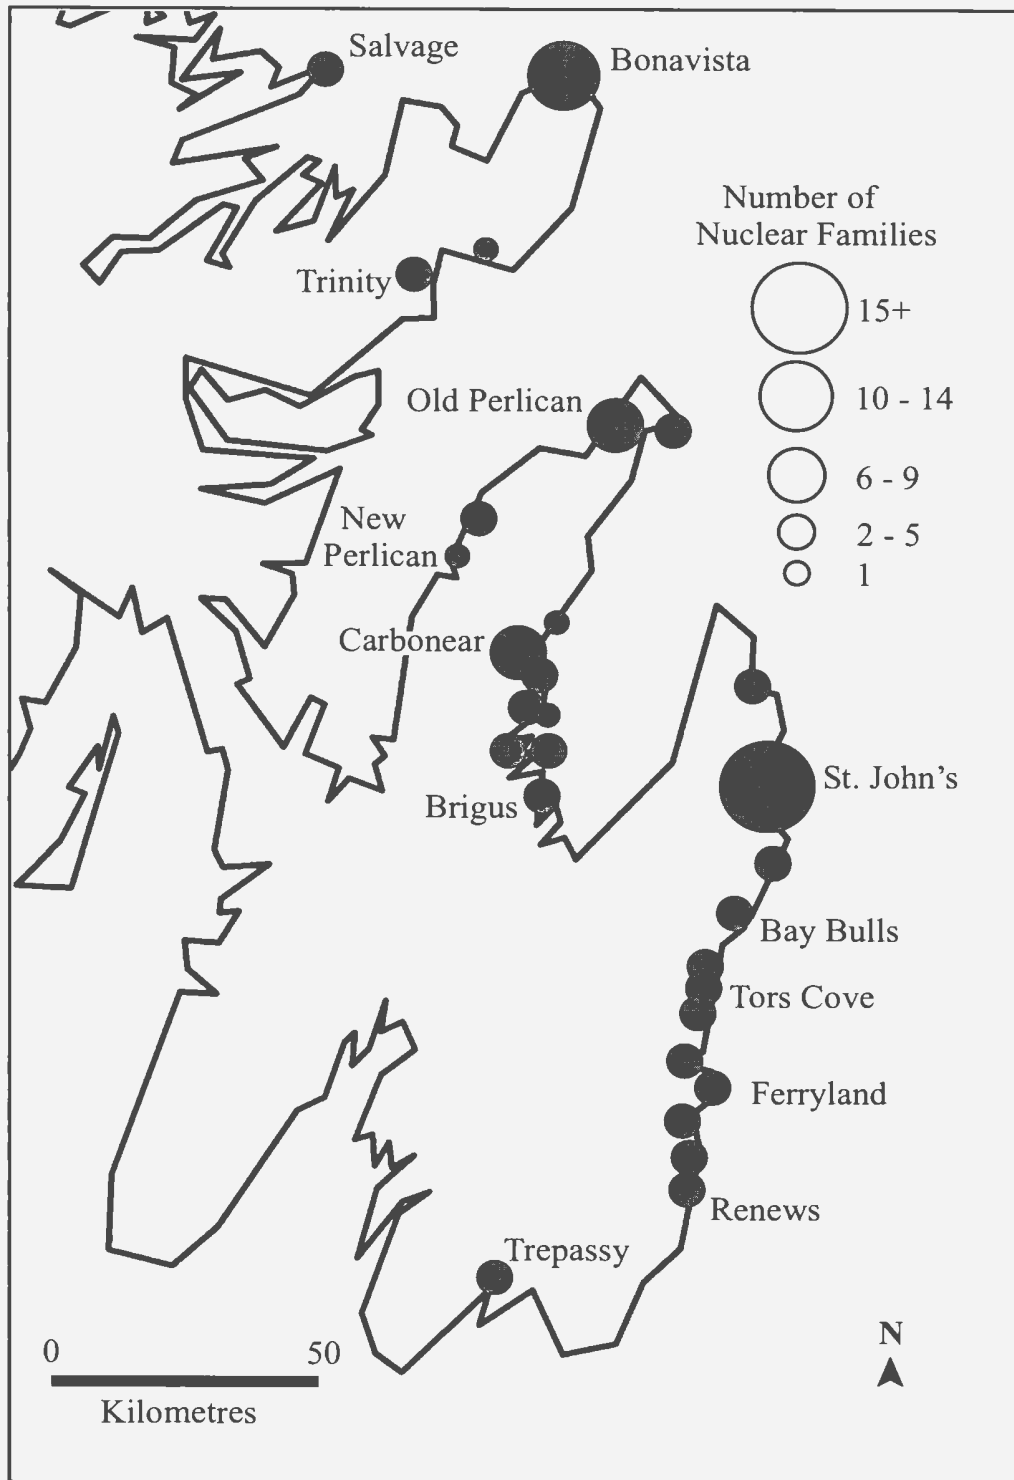 Salvage
Bonavista
Number of
Nuclear Families
15+
10 - 14
6 - 9
2 - 5
1
Trinity
Old Perlican
New
Perlican
Carbonear
Brigus
St. John's
Bay Bulls
Tors Cove
Ferryland
Renews
Trepassy
N
0 50
Kilometres